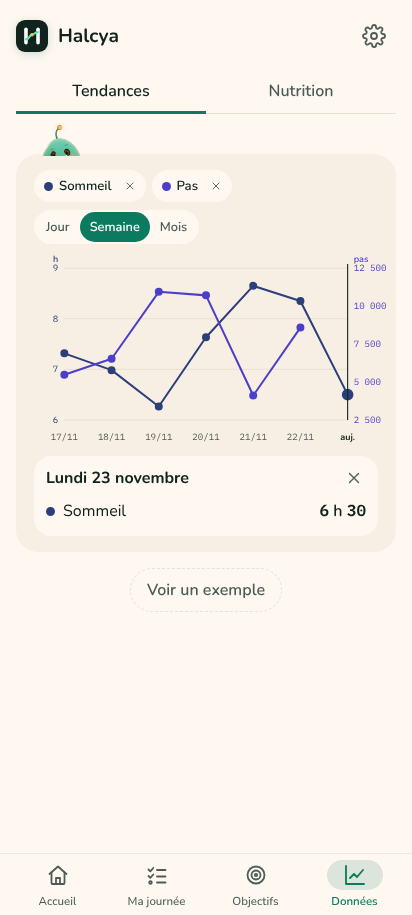 Halcya
Tendances
Nutrition
Sommeil ×
Pas ×
Jour
Semaine
Mois
h
pas
9
8
7
6
12 500
10 000
7 500
5 000
2 500
17/11
18/11
19/11
20/11
21/11
22/11
auj.
Lundi 23 novembre
Sommeil
6 h 30
Voir un exemple
Accueil
Ma journée
Objectifs
Données